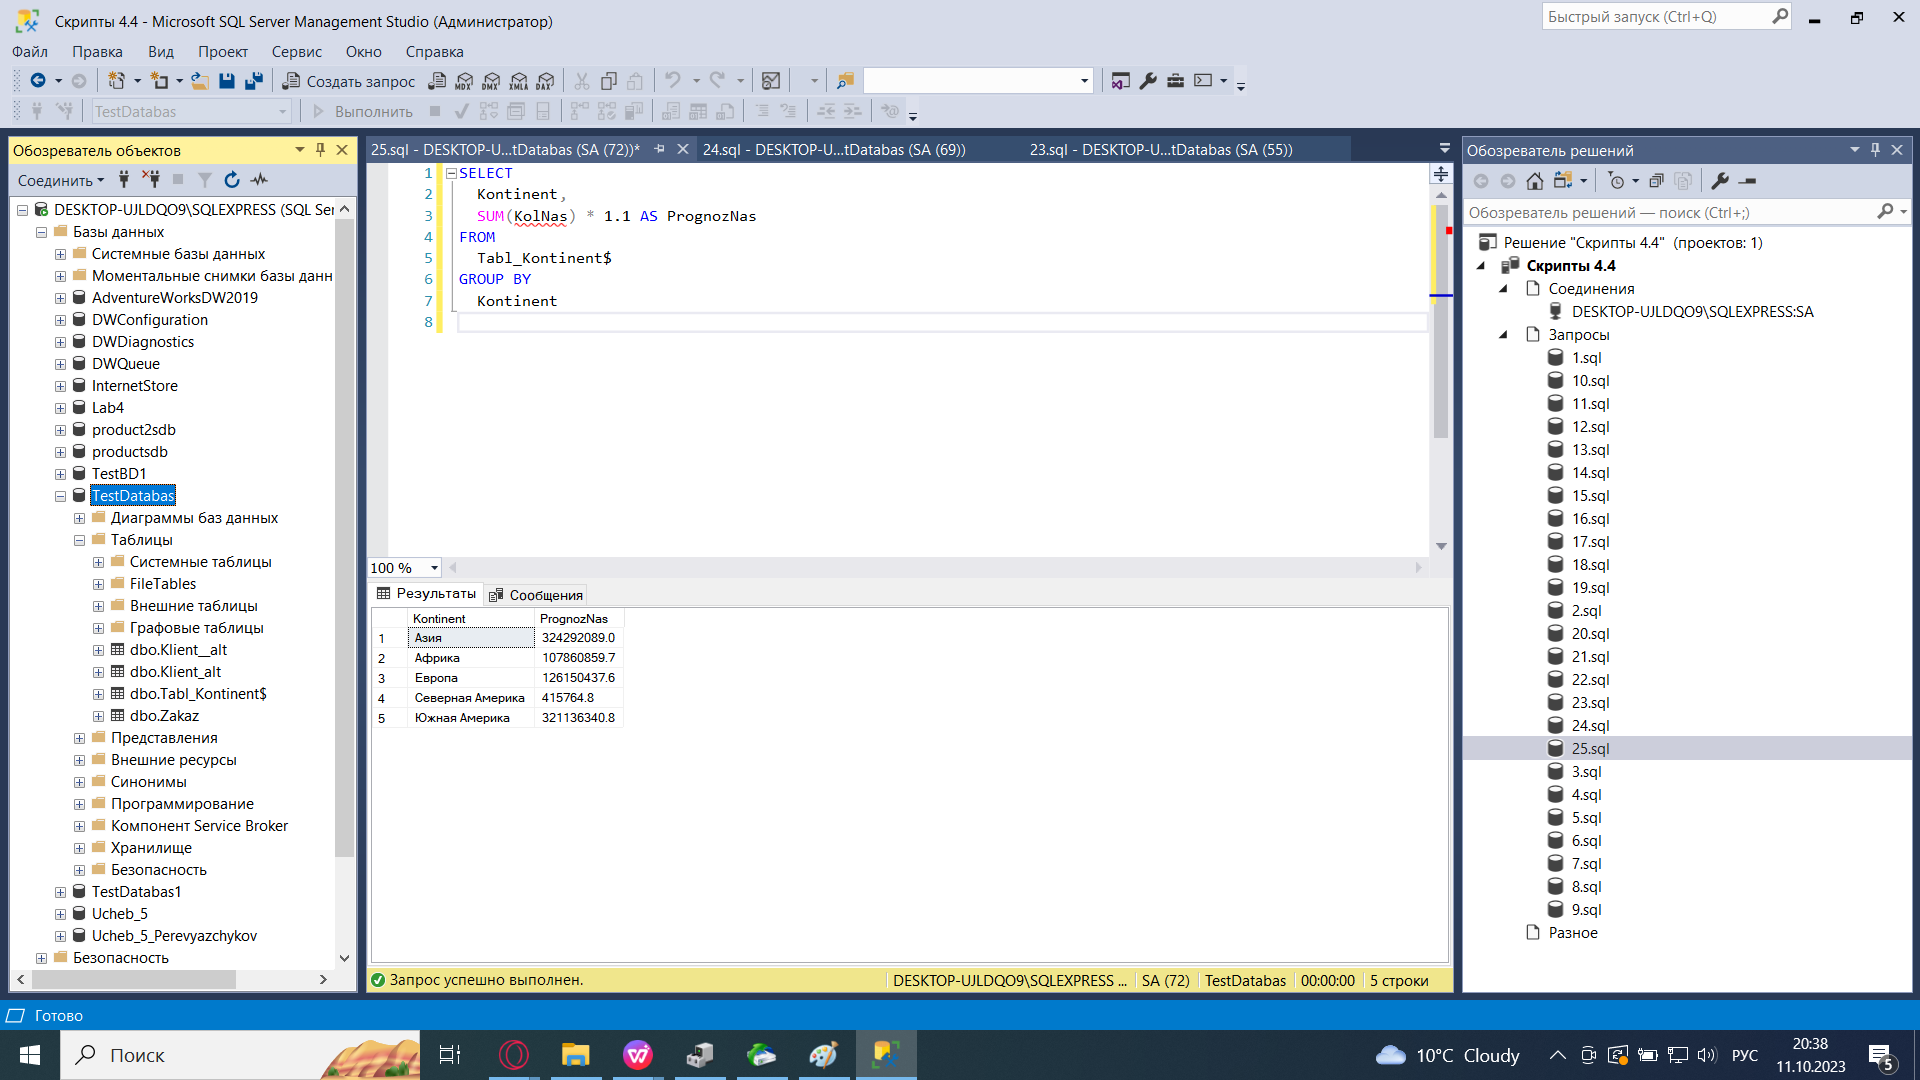 Скрипты 4.4 - Microsoft SQL Server Management Studio (Администратор)
Быстрый запуск (Ctrl+Q)
Файл Правка Вид Проект Сервис Окно Справка
Создать запрос MDX DMX XMLA DAX
TestDatabas Выполнить
Обозреватель объектов
Соединить
DESKTOP-UJLDQO9\SQLEXPRESS (SQL Ser
Базы данных
Системные базы данных
Моментальные снимки базы данн
AdventureWorksDW2019
DWConfiguration
DWDiagnostics
DWQueue
InternetStore
Lab4
product2sdb
productsdb
TestBD1
TestDatabas
Диаграммы баз данных
Таблицы
Системные таблицы
FileTables
Внешние таблицы
Графовые таблицы
dbo.Klient__alt
dbo.Klient_alt
dbo.Tabl_Kontinent$
dbo.Zakaz
Представления
Внешние ресурсы
Синонимы
Программирование
Компонент Service Broker
Хранилище
Безопасность
TestDatabas1
Ucheb_5
Ucheb_5_Perevyazchykov
Безопасность
25.sql - DESKTOP-U...tDatabas (SA (72))* 24.sql - DESKTOP-U...tDatabas (SA (69)) 23.sql - DESKTOP-U...tDatabas (SA (55))
1 SELECT
2 Kontinent,
3 SUM(KolNas) * 1.1 AS PrognozNas
4 FROM
5 Tabl_Kontinent$
6 GROUP BY
7 Kontinent
8
100 %
Результаты Сообщения
Kontinent PrognozNas
1 Азия 324292089.0
2 Африка 107860859.7
3 Европа 126150437.6
4 Северная Америка 415764.8
5 Южная Америка 321136340.8
Запрос успешно выполнен. DESKTOP-UJLDQO9\SQLEXPRESS ... SA (72) TestDatabas 00:00:00 5 строки
Обозреватель решений
Обозреватель решений — поиск (Ctrl+;)
Решение "Скрипты 4.4" (проектов: 1)
Скрипты 4.4
Соединения
DESKTOP-UJLDQO9\SQLEXPRESS:SA
Запросы
1.sql
10.sql
11.sql
12.sql
13.sql
14.sql
15.sql
16.sql
17.sql
18.sql
19.sql
2.sql
20.sql
21.sql
22.sql
23.sql
24.sql
25.sql
3.sql
4.sql
5.sql
6.sql
7.sql
8.sql
9.sql
Разное
Готово
Поиск
10°C Cloudy
РУС
20:38
11.10.2023
5